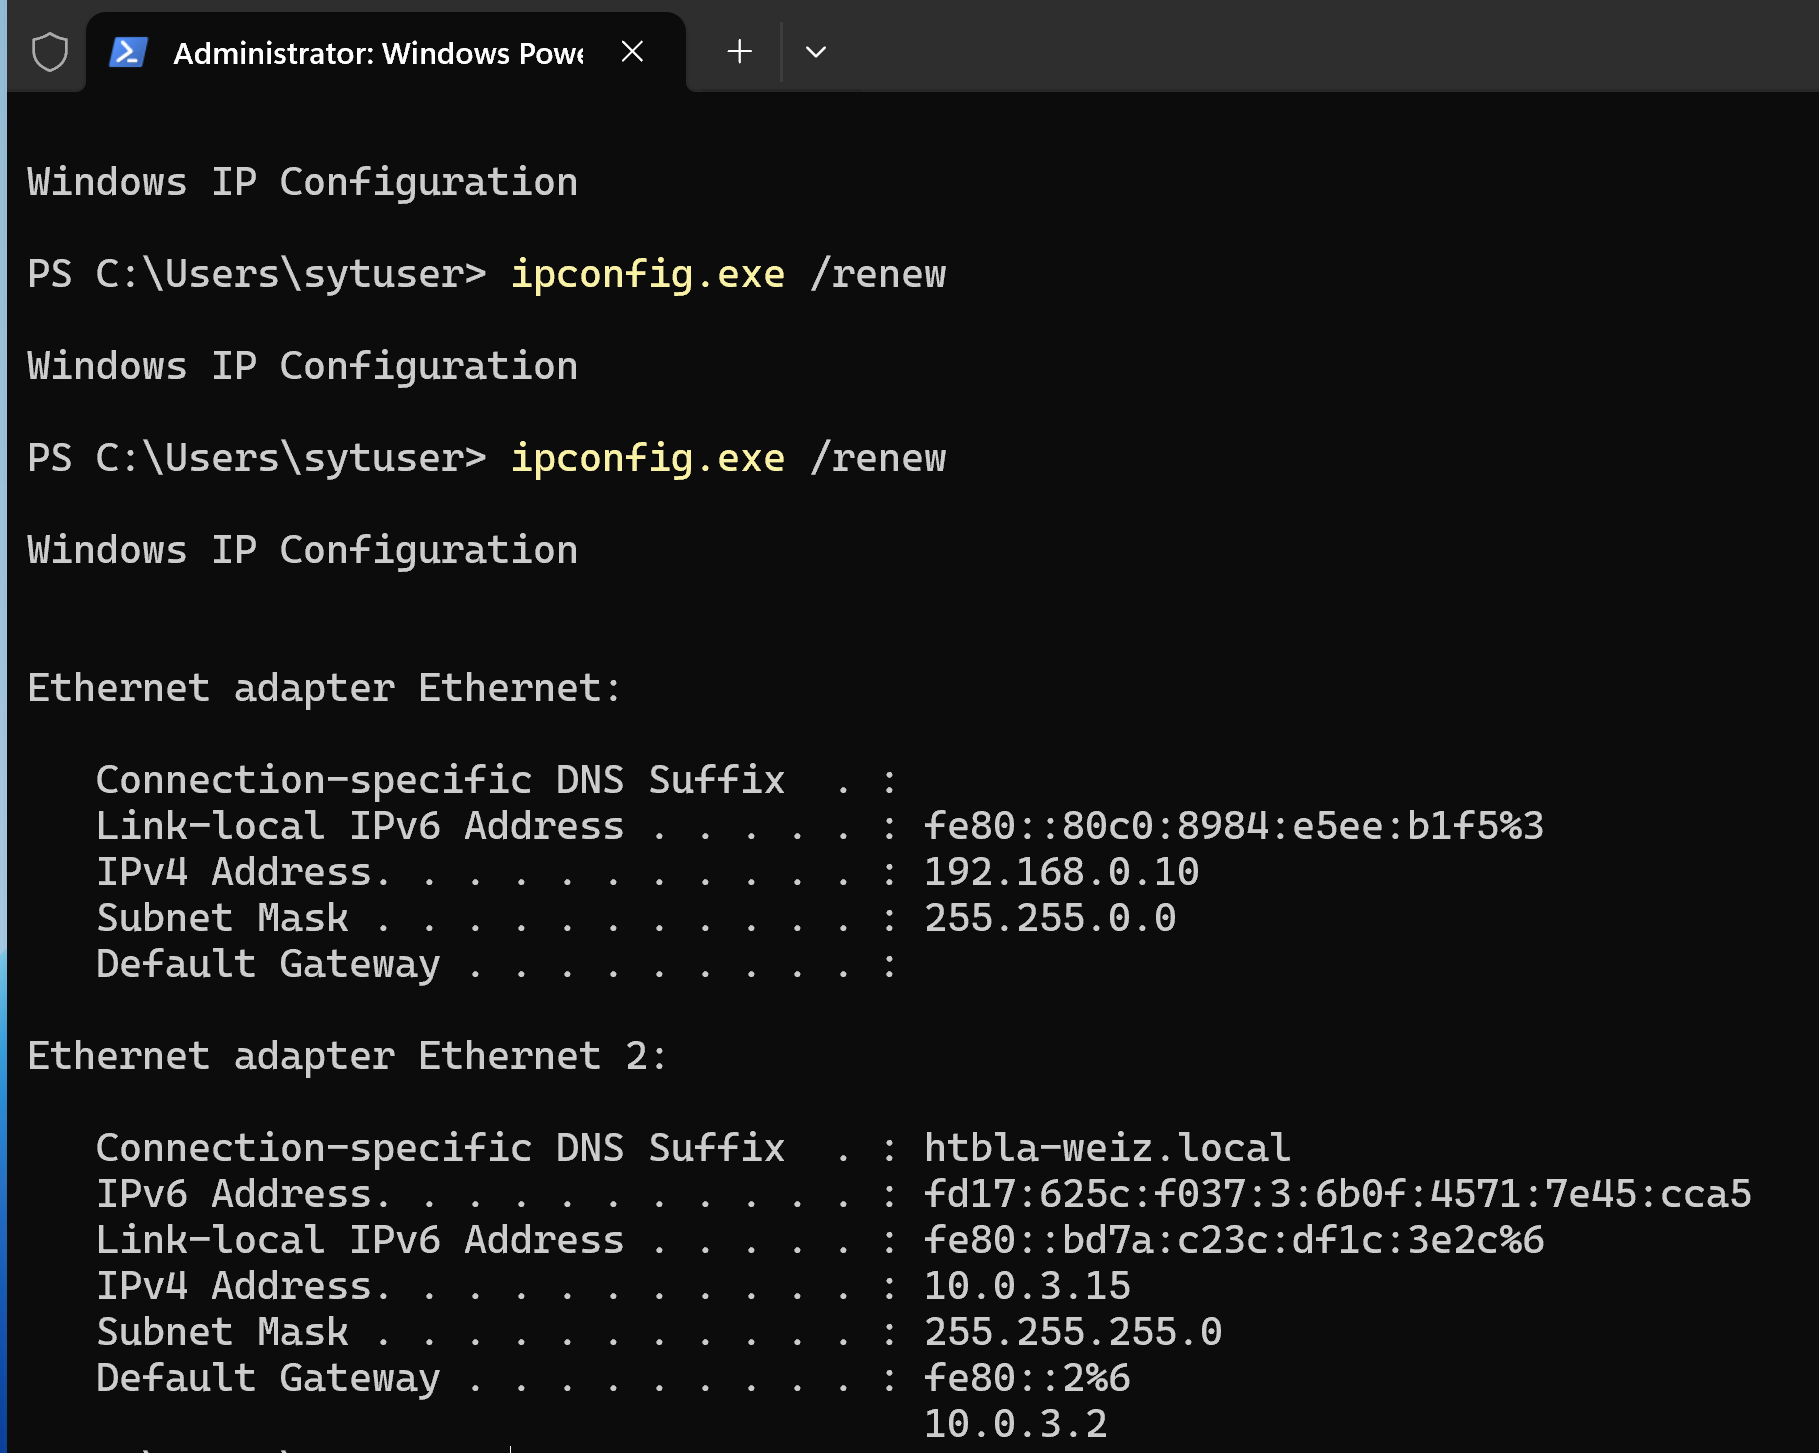 Administrator: Windows Powe
Windows IP Configuration
PS C:\Users\sytuser> ipconfig.exe /renew
Windows IP Configuration
PS C:\Users\sytuser> ipconfig.exe /renew
Windows IP Configuration
Ethernet adapter Ethernet:
Connection-specific DNS Suffix  . :
Link-local IPv6 Address . . . . . : fe80::80c0:8984:e5ee:b1f5%3
IPv4 Address. . . . . . . . . . . : 192.168.0.10
Subnet Mask . . . . . . . . . . . : 255.255.0.0
Default Gateway . . . . . . . . . :
Ethernet adapter Ethernet 2:
Connection-specific DNS Suffix  . : htbla-weiz.local
IPv6 Address. . . . . . . . . . . : fd17:625c:f037:3:6b0f:4571:7e45:cca5
Link-local IPv6 Address . . . . . : fe80::bd7a:c23c:df1c:3e2c%6
IPv4 Address. . . . . . . . . . . : 10.0.3.15
Subnet Mask . . . . . . . . . . . : 255.255.255.0
Default Gateway . . . . . . . . . : fe80::2%6
10.0.3.2